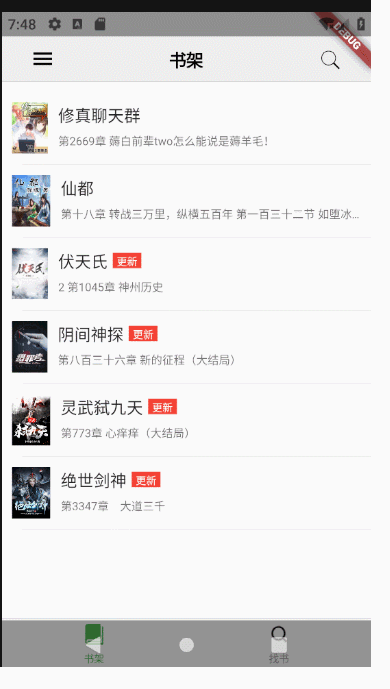 7:48
DEBUG
书架
修真聊天群
第2669章 薅白前辈two怎么能说是薅羊毛！
仙都
第十八章 转战三万里，纵横五百年 第一百三十二节 如堕冰...
伏天氏 更新
2 第1045章 神州历史
阴间神探 更新
第八百三十六章 新的征程（大结局）
灵武弑九天 更新
第773章 心痒痒（大结局）
绝世剑神 更新
第3347章 大道三千
书架
找书